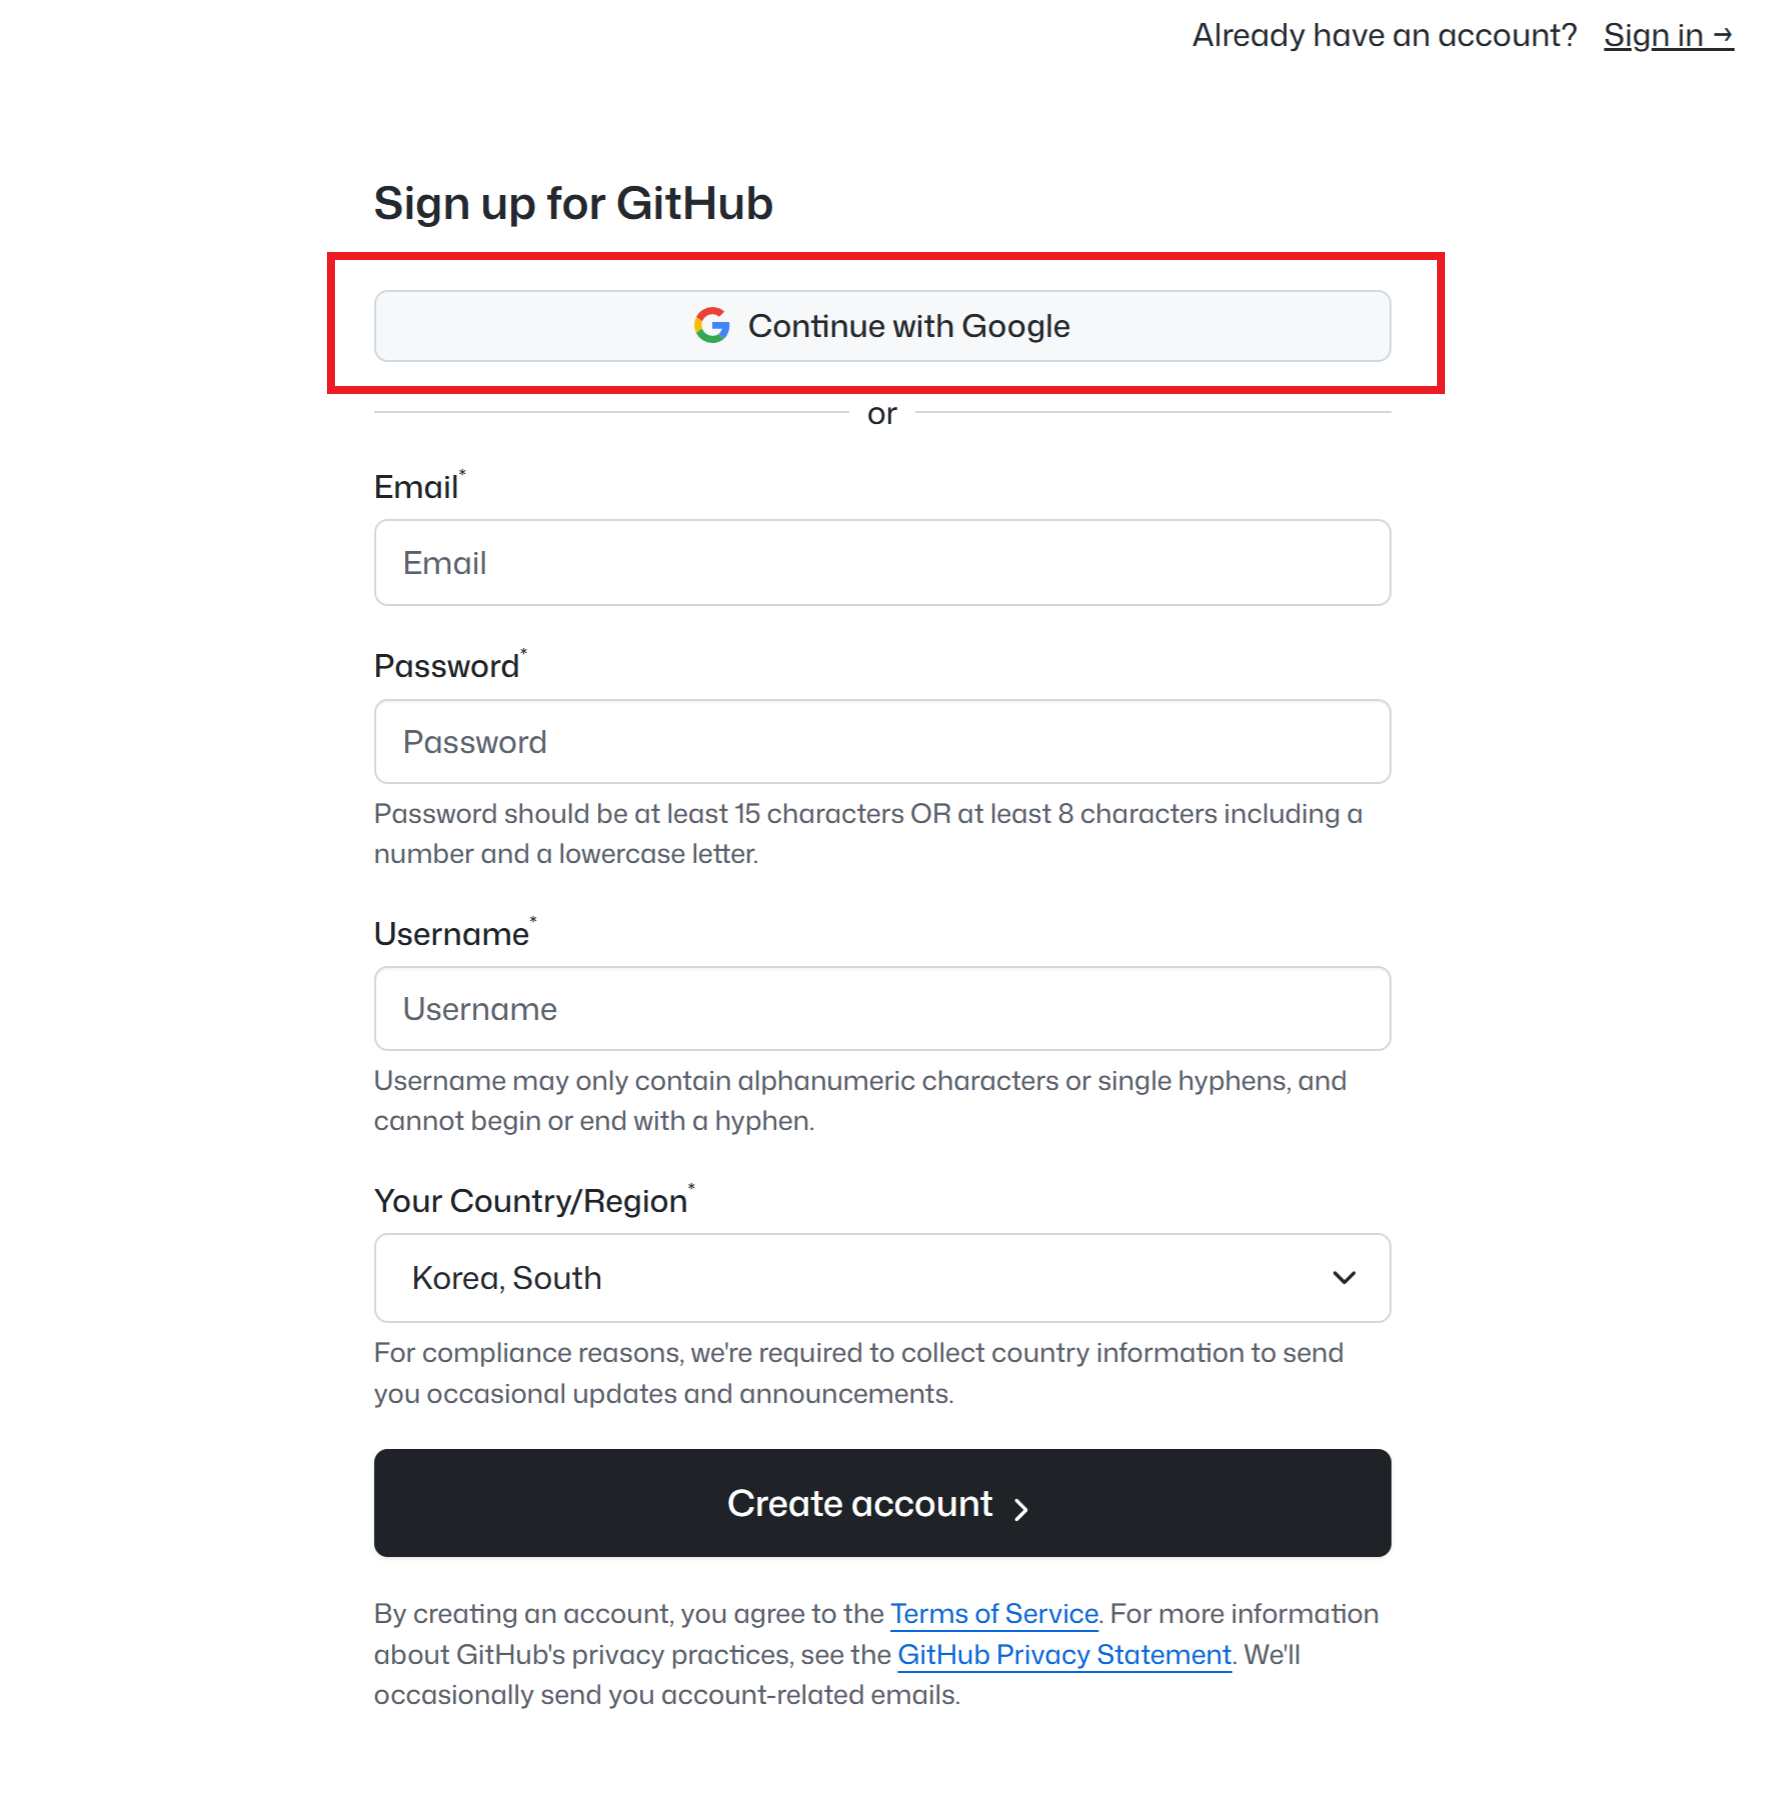 Already have an account? Sign in →
Sign up for GitHub
Continue with Google
or
Email*
Email
Password*
Password
Password should be at least 15 characters OR at least 8 characters including a
number and a lowercase letter.
Username*
Username
Username may only contain alphanumeric characters or single hyphens, and
cannot begin or end with a hyphen.
Your Country/Region*
Korea, South
For compliance reasons, we're required to collect country information to send
you occasional updates and announcements.
Create account >
By creating an account, you agree to the Terms of Service. For more information
about GitHub's privacy practices, see the GitHub Privacy Statement. We'll
occasionally send you account-related emails.